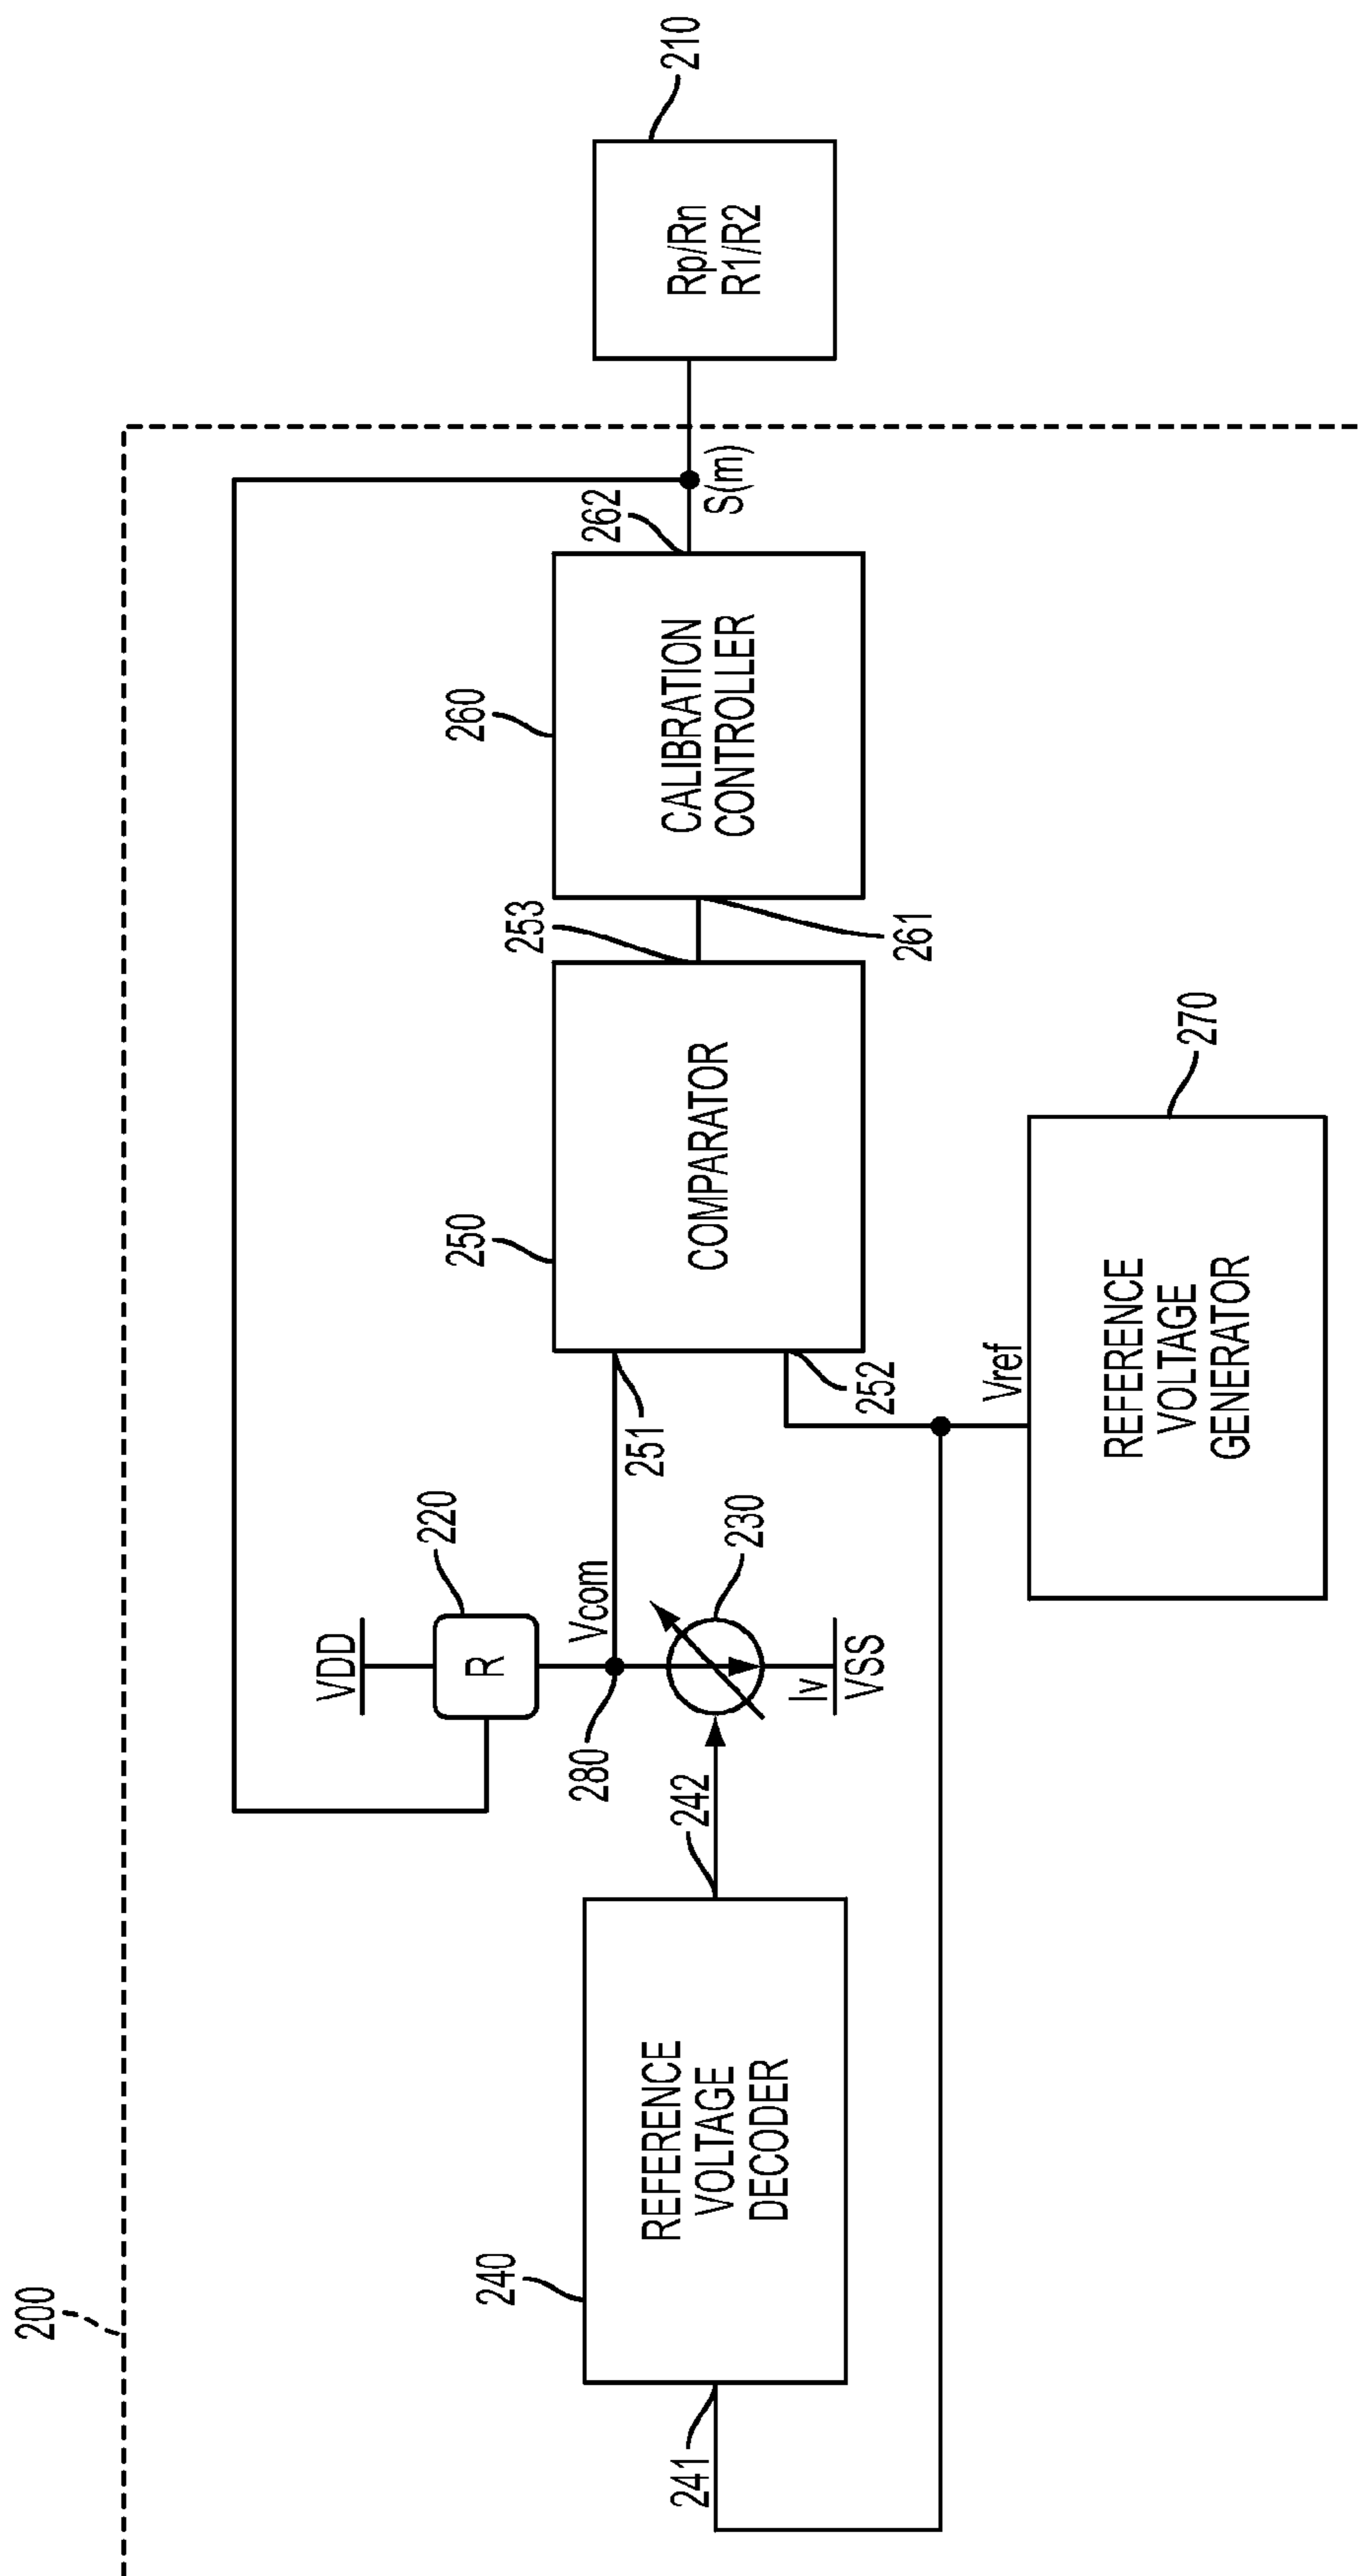 200
VDD
220
R
Vcom
280
230
Iv
VSS
240
REFERENCE
VOLTAGE
DECODER
241
242
250
COMPARATOR
251
252
253
260
CALIBRATION
CONTROLLER
261
262
S(m)
210
Rp/Rn
R1/R2
Vref
270
REFERENCE
VOLTAGE
GENERATOR